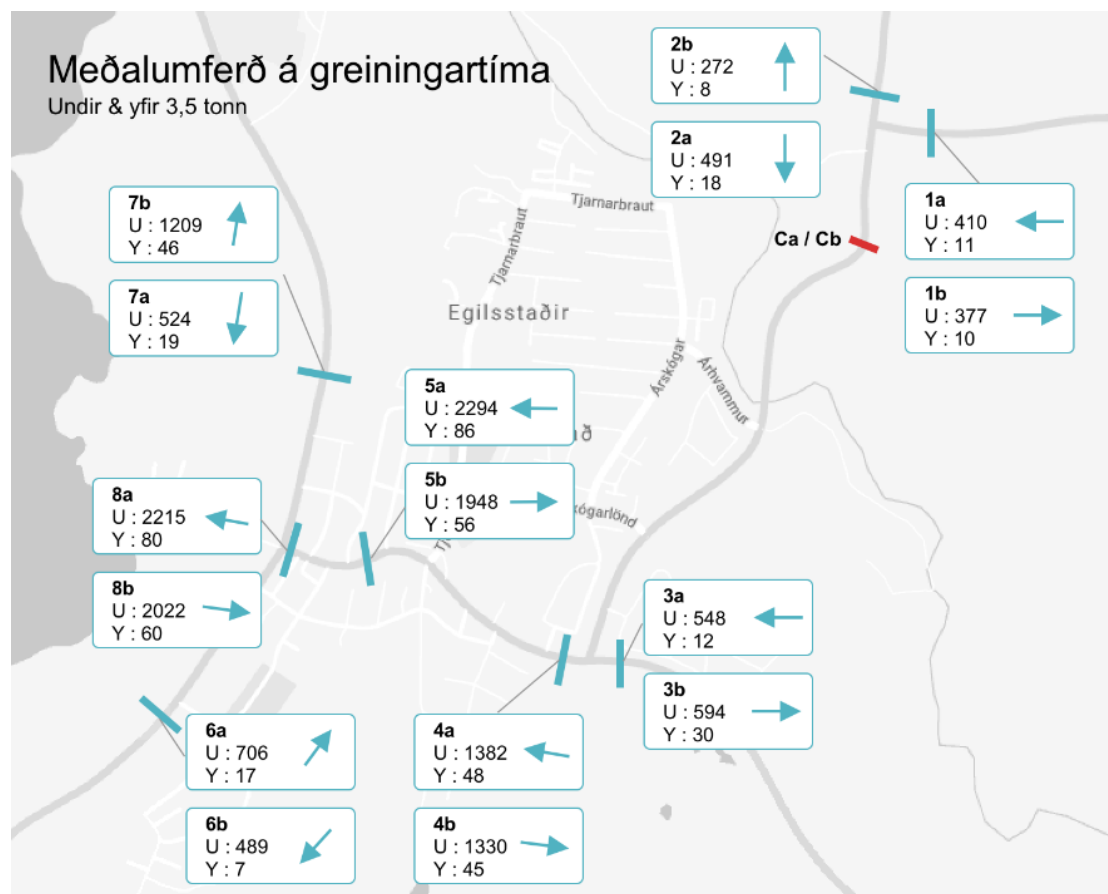 Meðalumferð á greiningartíma
Undir & yfir 3,5 tonn
2b
U : 272
Y : 8
2a
U : 491
Y : 18
1a
U : 410
Y : 11
1b
U : 377
Y : 10
Ca / Cb
7b
U : 1209
Y : 46
7a
U : 524
Y : 19
Tjarnarbraut
Tjarnarbraut
Egilsstaðir
Árskógar
Árhvammur
5a
U : 2294
Y : 86
5b
U : 1948
Y : 56
8a
U : 2215
Y : 80
8b
U : 2022
Y : 60
3a
U : 548
Y : 12
3b
U : 594
Y : 30
6a
U : 706
Y : 17
6b
U : 489
Y : 7
4a
U : 1382
Y : 48
4b
U : 1330
Y : 45